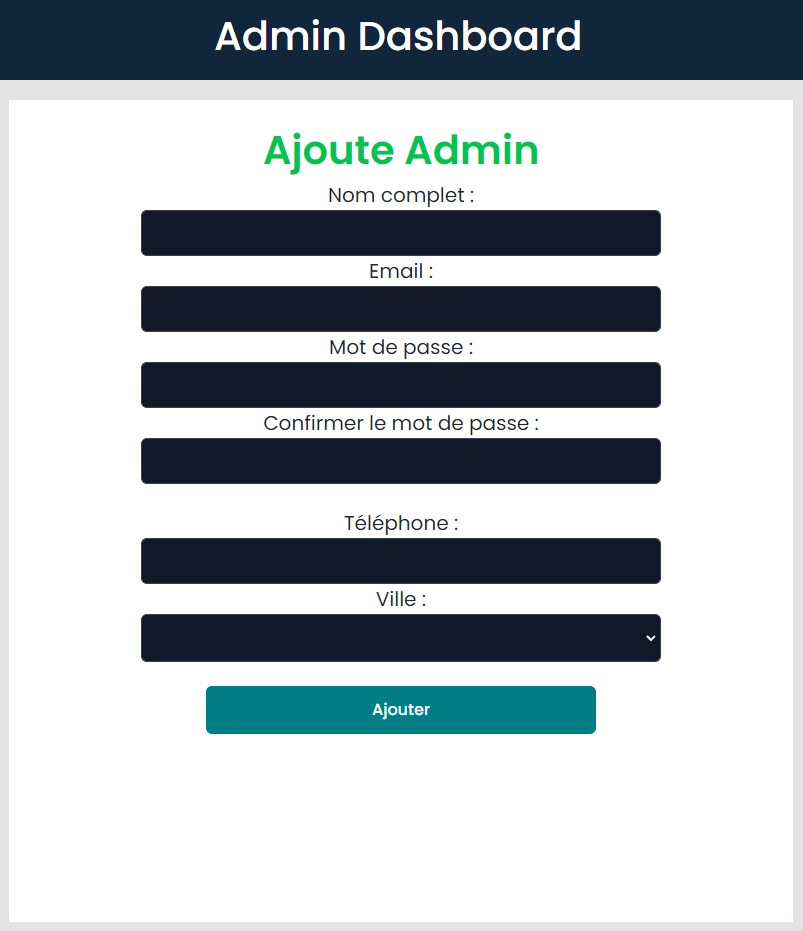 Admin Dashboard
Ajoute Admin
Nom complet :
Email :
Mot de passe :
Confirmer le mot de passe :
Téléphone :
Ville :
Ajouter